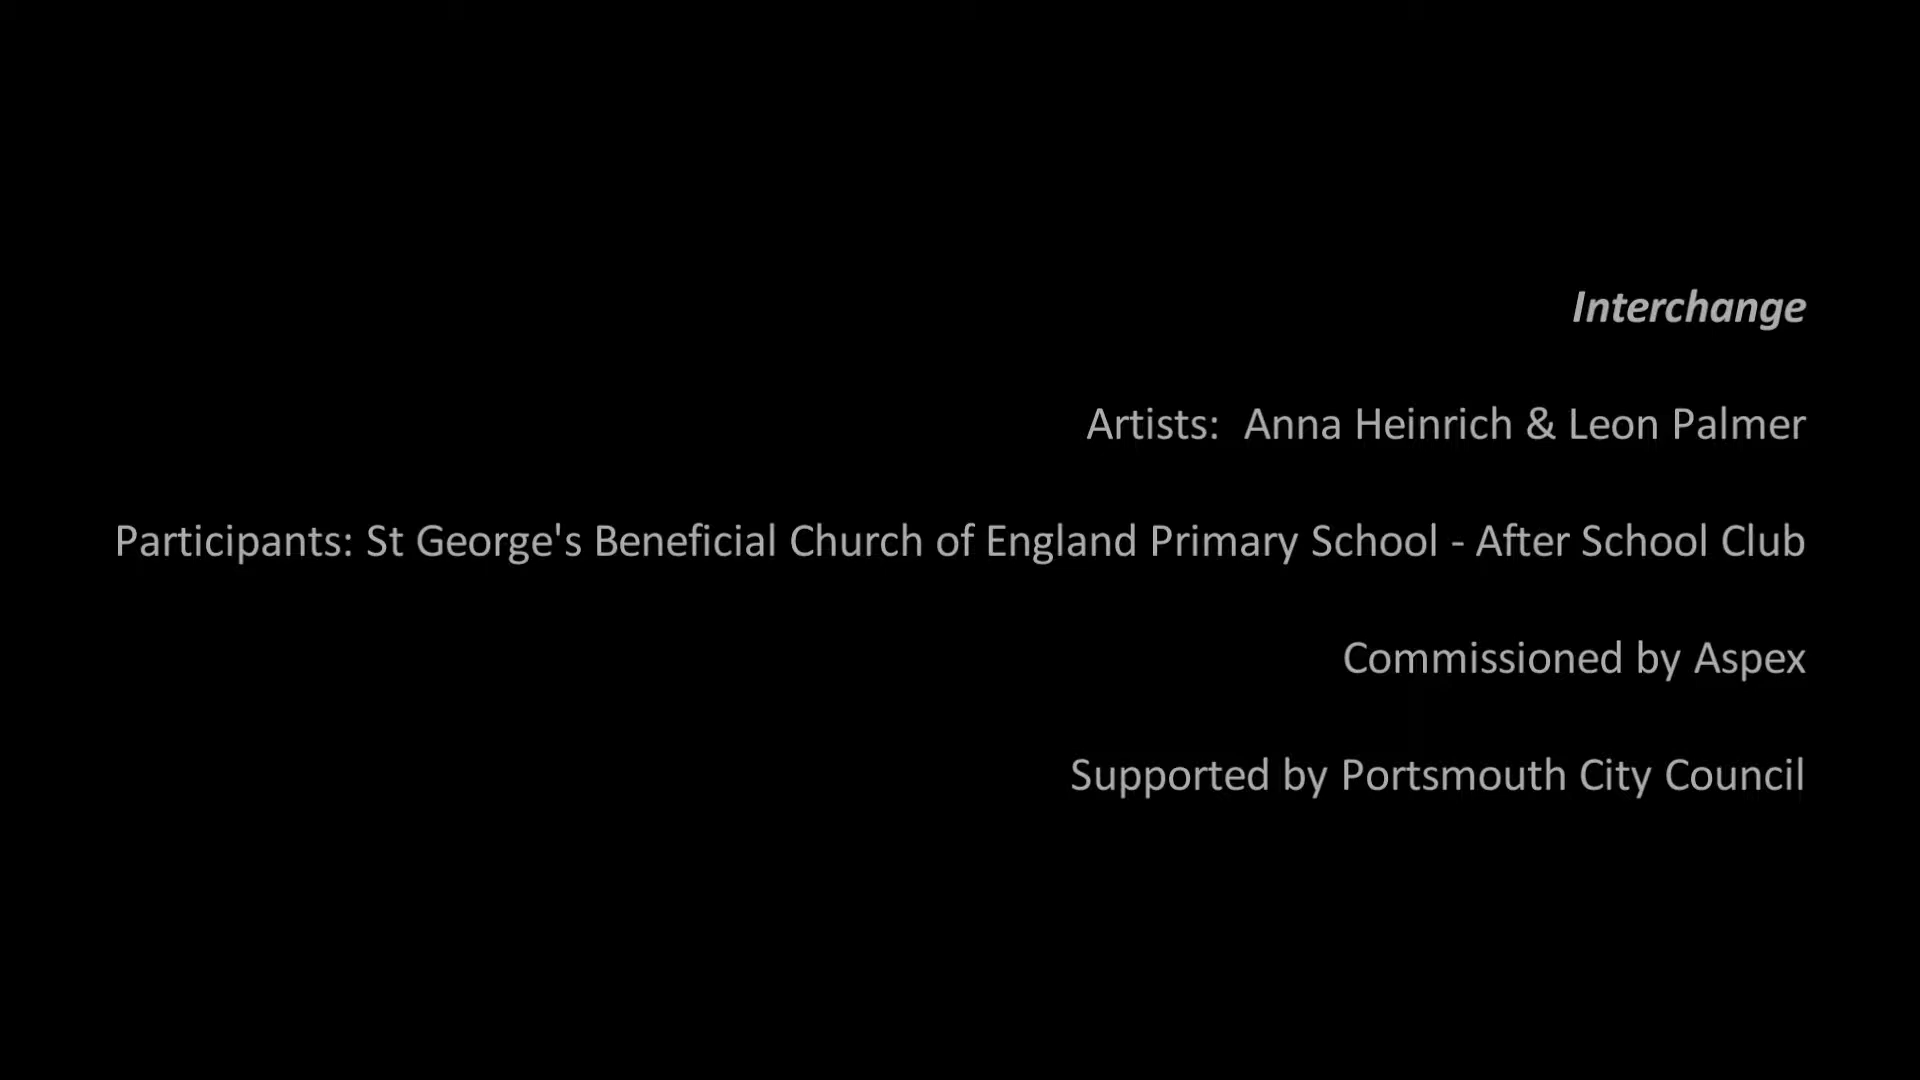 Interchange
Artists:  Anna Heinrich & Leon Palmer
Participants: St George's Beneficial Church of England Primary School - After School Club
Commissioned by Aspex
Supported by Portsmouth City Council